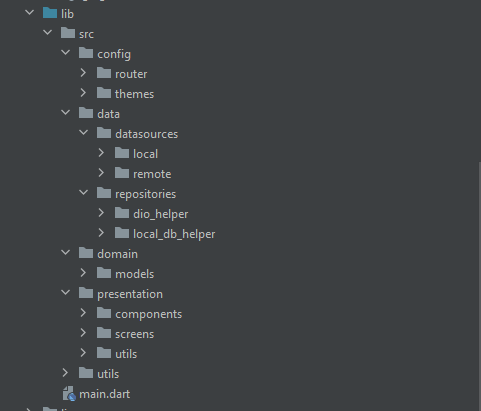 lib
src
config
router
themes
data
datasources
local
remote
repositories
dio_helper
local_db_helper
domain
models
presentation
components
screens
utils
utils
main.dart